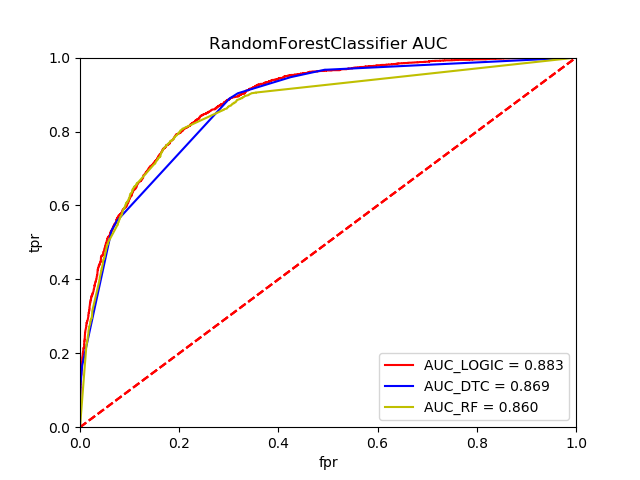 RandomForestClassifier AUC
1.0
0.8
0.6
0.4
0.2
0.0
tpr
AUC_LOGIC = 0.883
AUC_DTC = 0.869
AUC_RF = 0.860
0.0 0.2 0.4 0.6 0.8 1.0
fpr